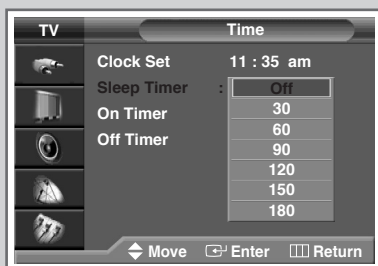 TV Time
Clock Set 11 : 35 am
Sleep Timer : Off
On Timer 30
60
Off Timer 90
120
150
180
Move Enter Return